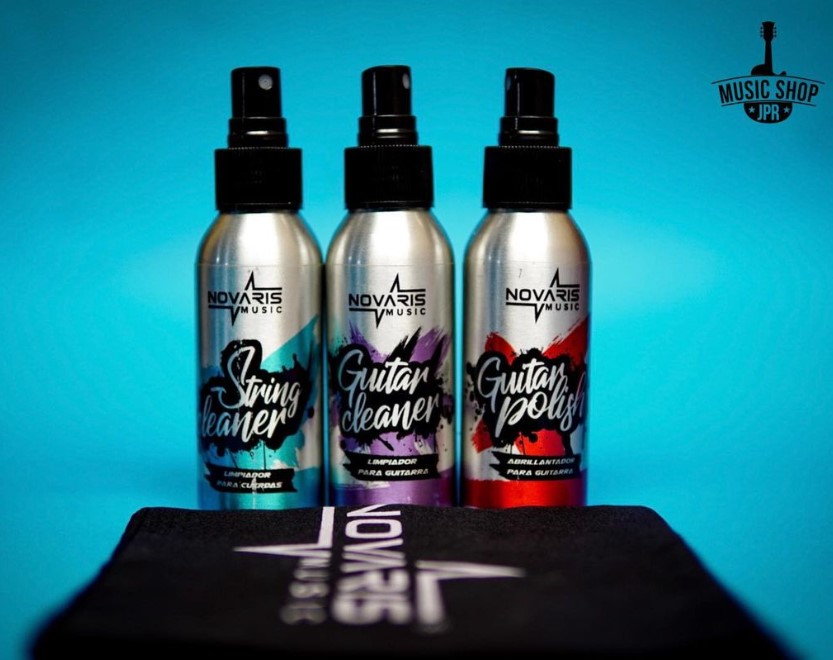 MUSIC SHOP
JPR
NOVARIS
MUSIC
String
cleaner
LIMPIADOR
PARA CUERDAS
NOVARIS
MUSIC
Guitar
cleaner
LIMPIADOR
PARA GUITARRA
NOVARIS
MUSIC
Guitar
polish
ABRILLANTADOR
PARA GUITARRA
NOVARIS
MUSIC